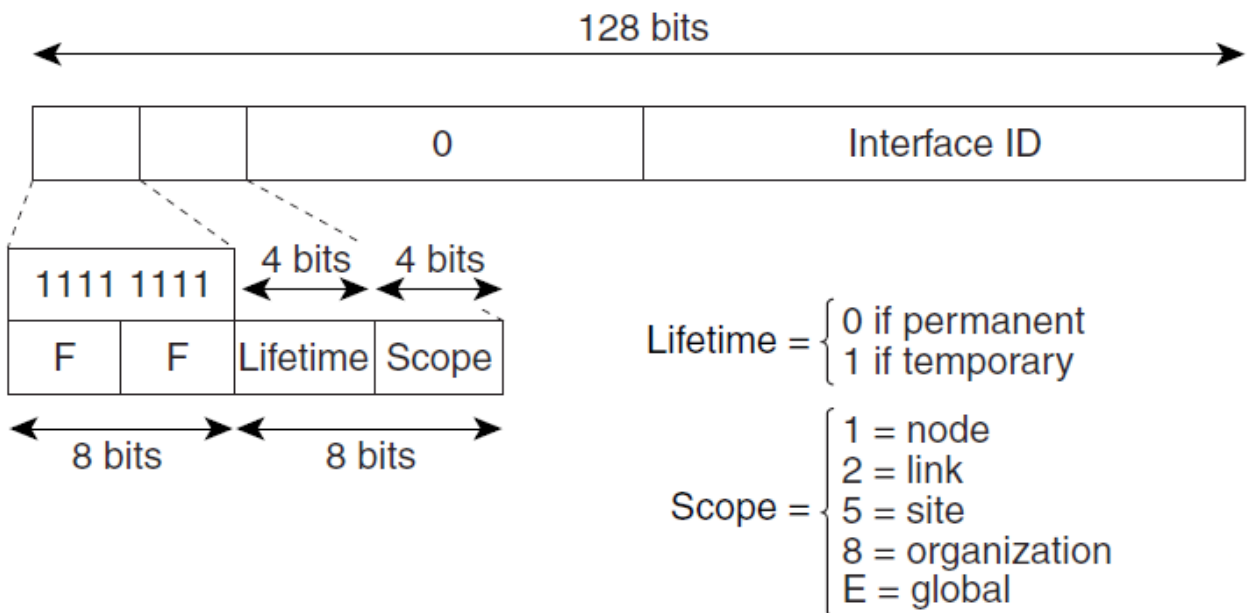 128 bits
0 Interface ID
4 bits 4 bits
1111 1111
F F Lifetime Scope
8 bits 8 bits
Lifetime = 0 if permanent
1 if temporary
Scope = 1 = node
2 = link
5 = site
8 = organization
E = global